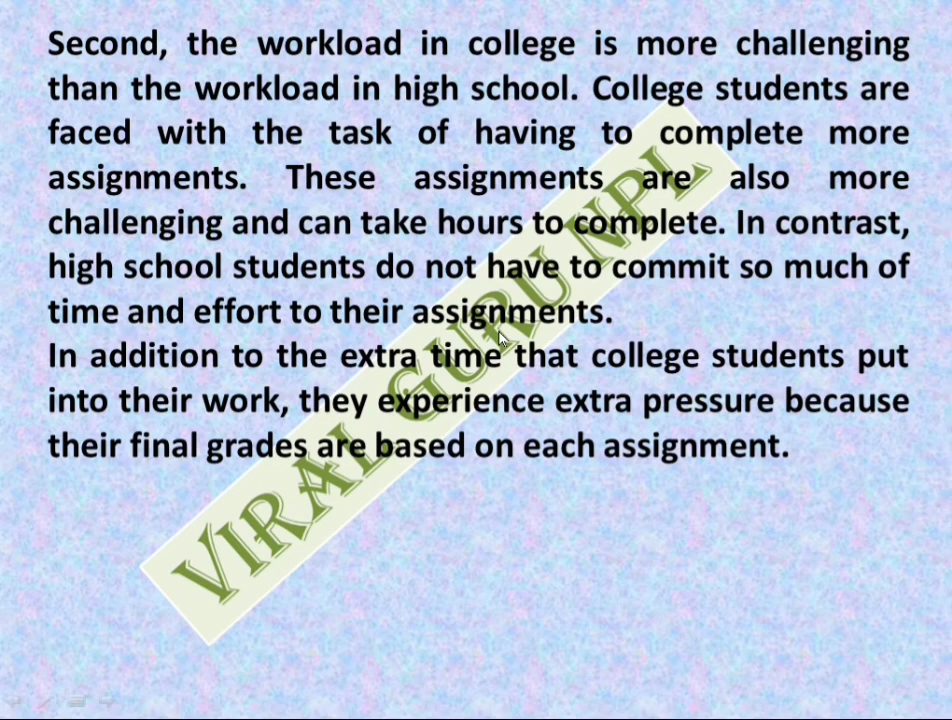 Second, the workload in college is more challenging
than the workload in high school. College students are
faced with the task of having to complete more
assignments. These assignments are also more
challenging and can take hours to complete. In contrast,
high school students do not have to commit so much of
time and effort to their assignments.
In addition to the extra time that college students put
into their work, they experience extra pressure because
their final grades are based on each assignment.
VIRAL GURU NPL